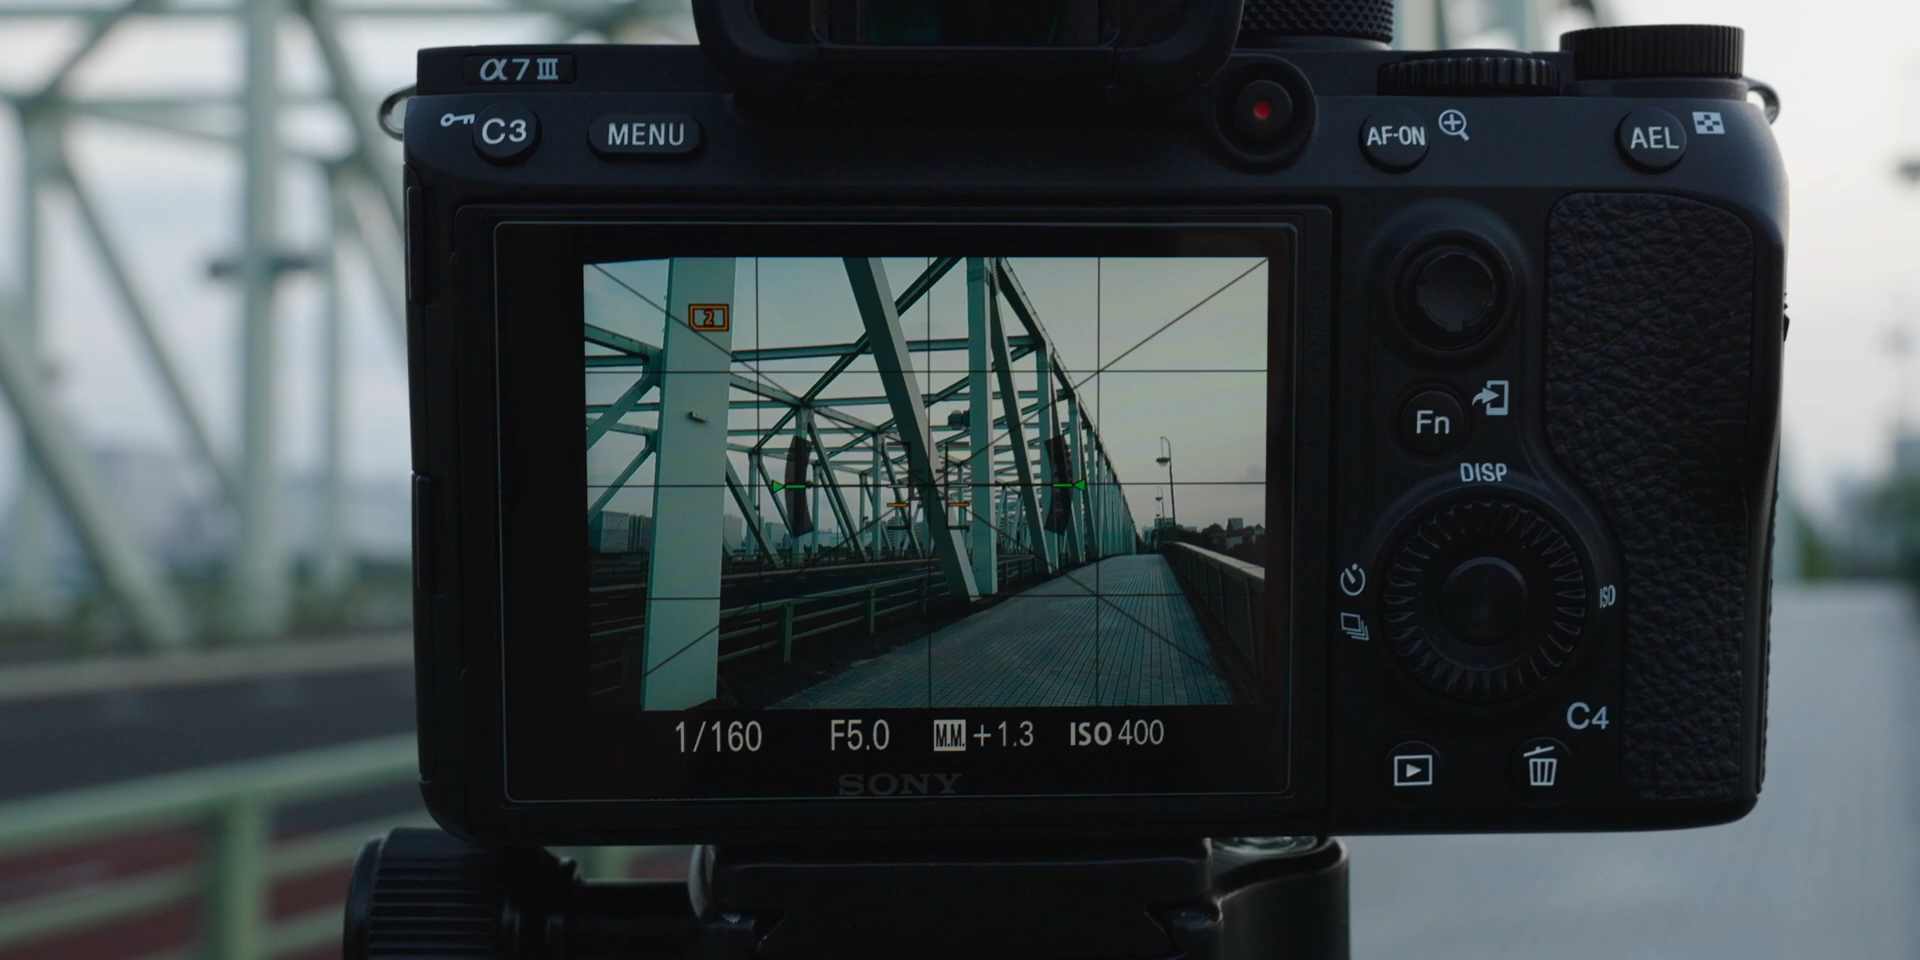 α7III
C3
MENU
AF-ON
AEL
2
Fn
DISP
ISO
C4
1/160 F5.0 M.M. +1.3 ISO 400
SONY